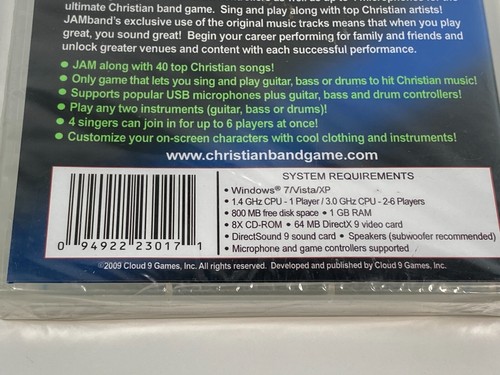 ultimate Christian band game. Sing and play along with top Christian artists!
JAMband's exclusive use of the original music tracks means that when you play
great, you sound great! Begin your career performing for family and friends and
unlock greater venues and content with each successful performance.
• JAM along with 40 top Christian songs!
• Only game that lets you sing and play guitar, bass or drums to hit Christian music!
• Supports popular USB microphones plus guitar, bass and drum controllers!
• Play any two instruments (guitar, bass or drums)!
• 4 singers can join in for up to 6 players at once!
• Customize your on-screen characters with cool clothing and instruments!
www.christianbandgame.com
SYSTEM REQUIREMENTS
• Windows® 7/Vista/XP
• 1.4 GHz CPU - 1 Player / 3.0 GHz CPU - 2-6 Players
• 800 MB free disk space • 1 GB RAM
• 8X CD-ROM • 64 MB DirectX 9 video card
• DirectSound 9 sound card • Speakers (subwoofer recommended)
• Microphone and game controllers supported
0 94922 23017 1
©2009 Cloud 9 Games, Inc. All rights reserved. Developed and published by Cloud 9 Games, Inc.